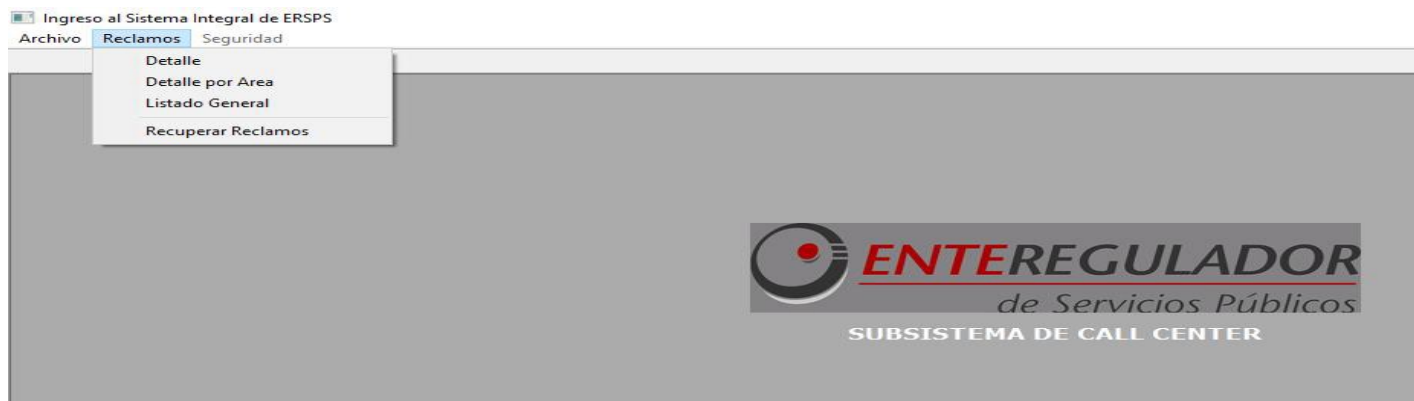 Ingreso al Sistema Integral de ERSPS
Archivo Reclamos Seguridad
Detalle
Detalle por Area
Listado General
Recuperar Reclamos
ENTEREGULADOR
de Servicios Públicos
SUBSISTEMA DE CALL CENTER